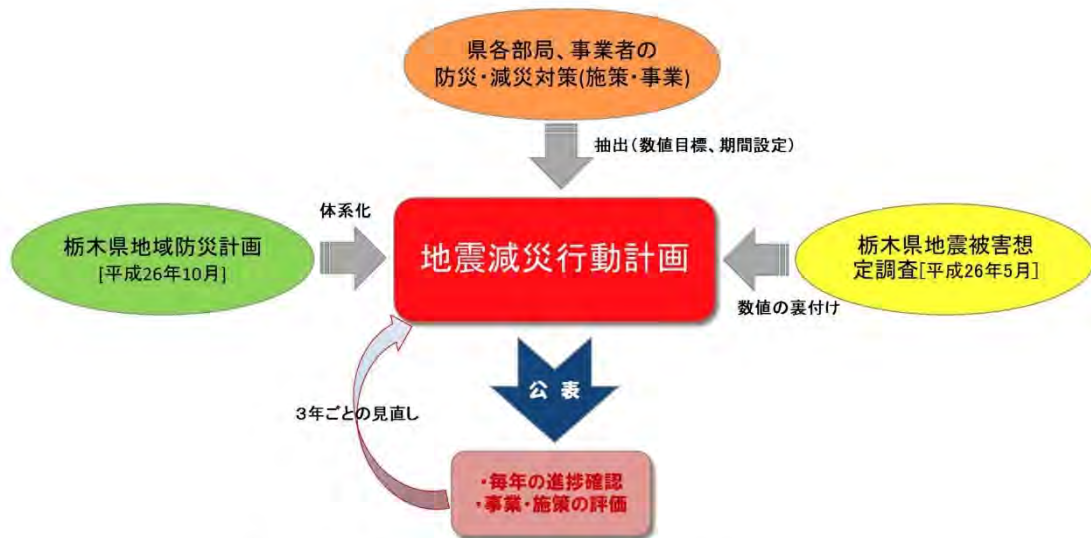 県各部局、事業者の
防災・減災対策(施策・事業)
抽出（数値目標、期間設定）
体系化
栃木県地域防災計画
[平成26年10月]
地震減災行動計画
栃木県地震被害想
定調査[平成26年5月]
数値の裏付け
公 表
３年ごとの見直し
・毎年の進捗確認
・事業・施策の評価